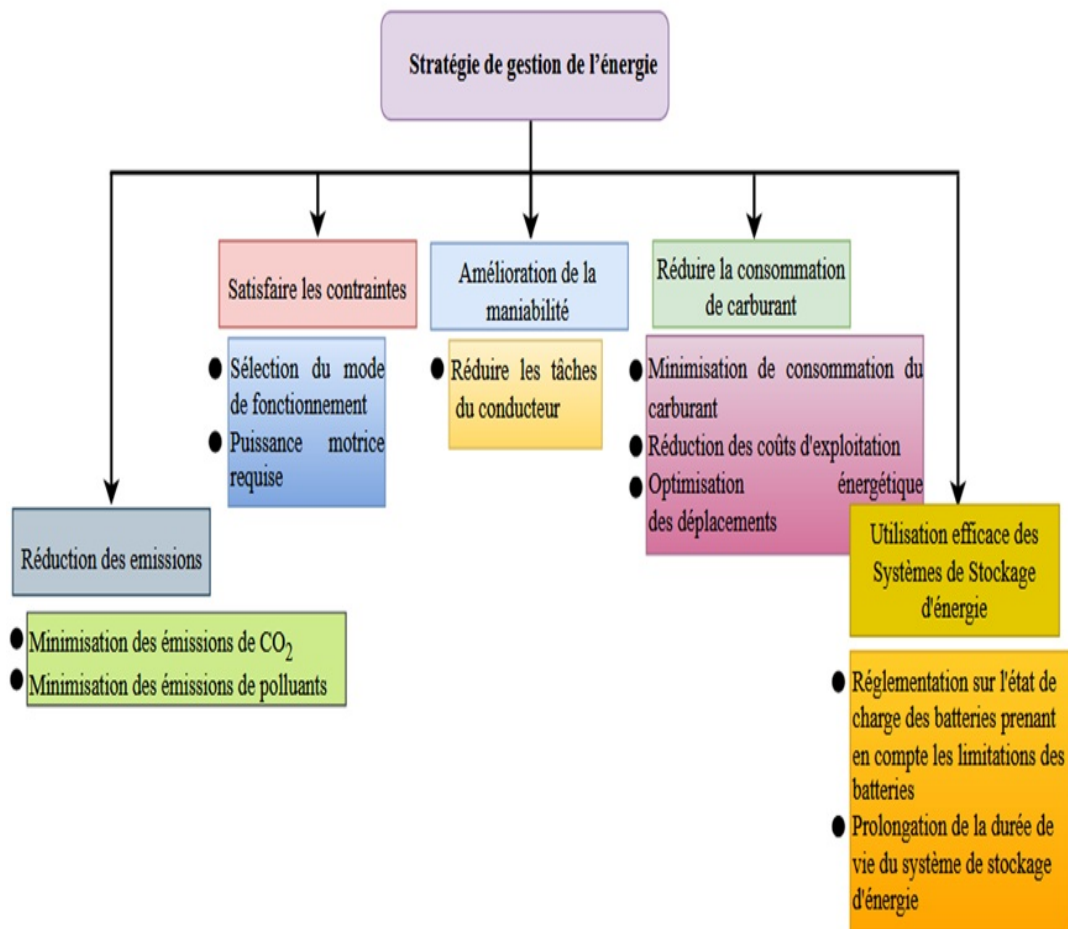 Stratégie de gestion de l'énergie
Satisfaire les contraintes
● Sélection du mode
de fonctionnement
● Puissance motrice
requise
Amélioration de la
maniabilité
● Réduire les tâches
du conducteur
Réduire la consommation
de carburant
● Minimisation de consommation du
carburant
● Réduction des coûts d'exploitation
● Optimisation énergétique
des déplacements
Réduction des emissions
● Minimisation des émissions de CO₂
● Minimisation des émissions de polluants
Utilisation efficace des
Systèmes de Stockage
d'énergie
● Réglementation sur l'état de
charge des batteries prenant
en compte les limitations des
batteries
● Prolongation de la durée de
vie du système de stockage
d'énergie